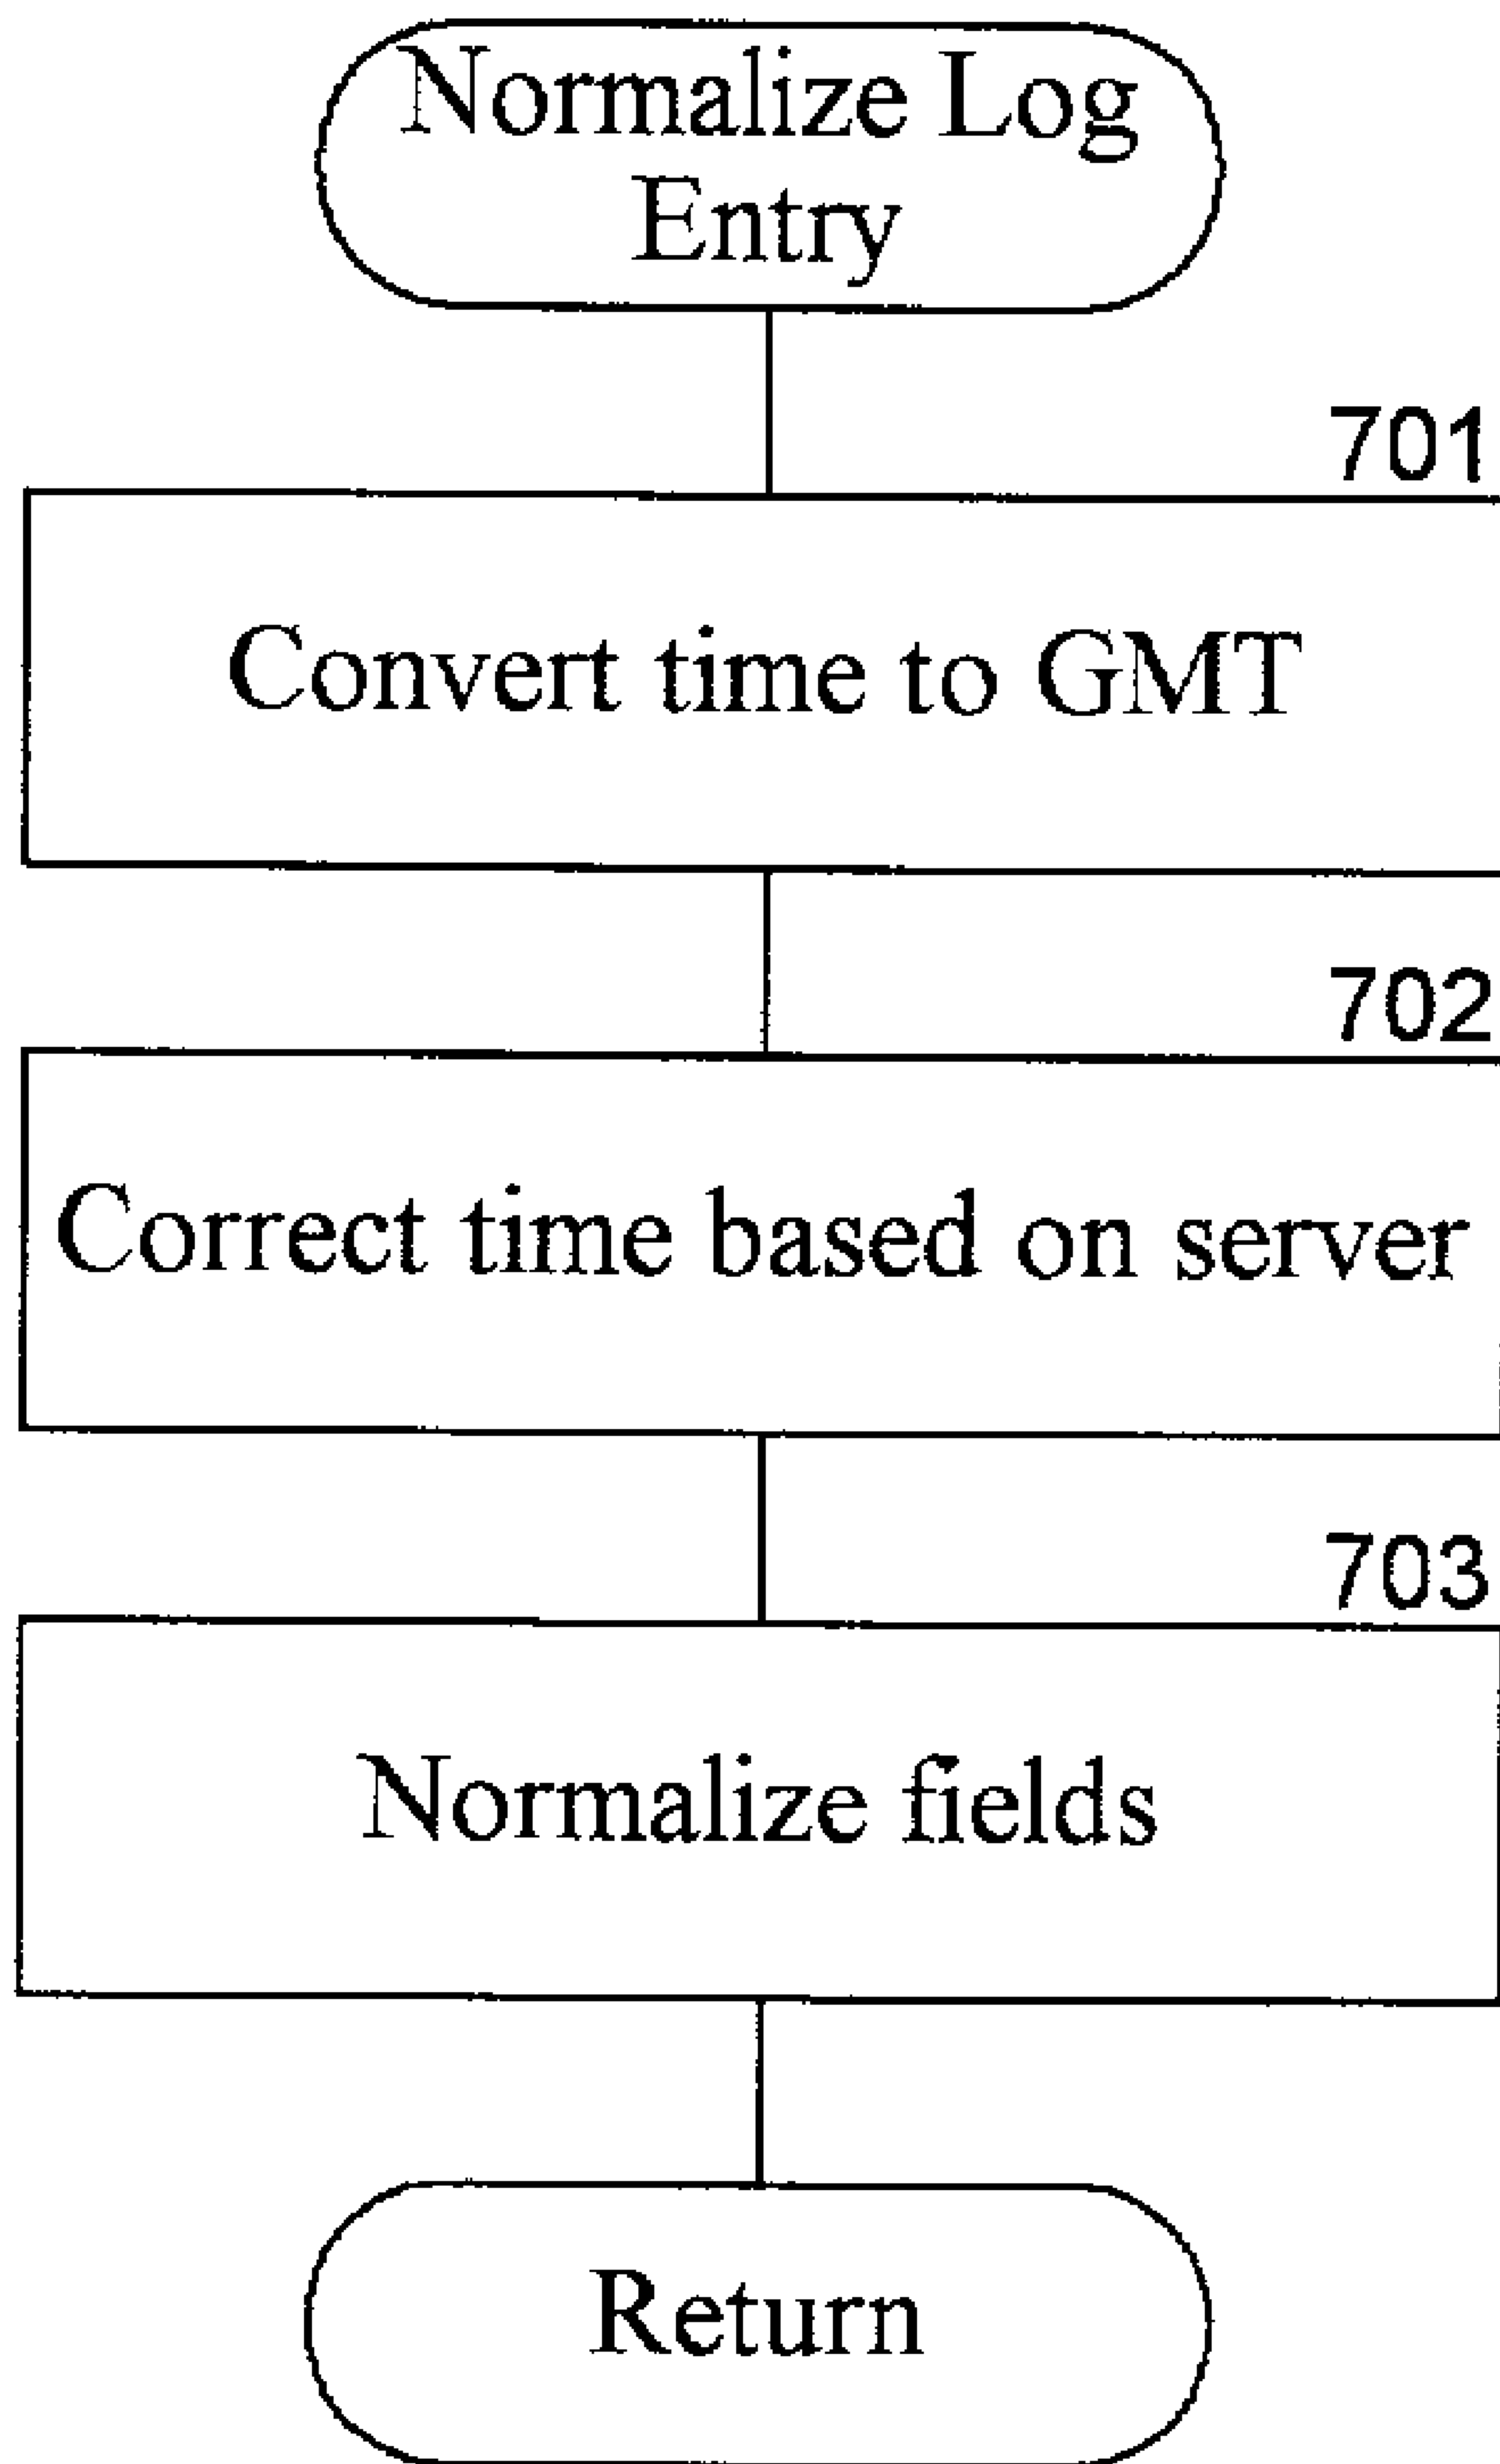 Normalize Log
Entry
701
Convert time to GMT
702
Correct time based on server
703
Normalize fields
Return